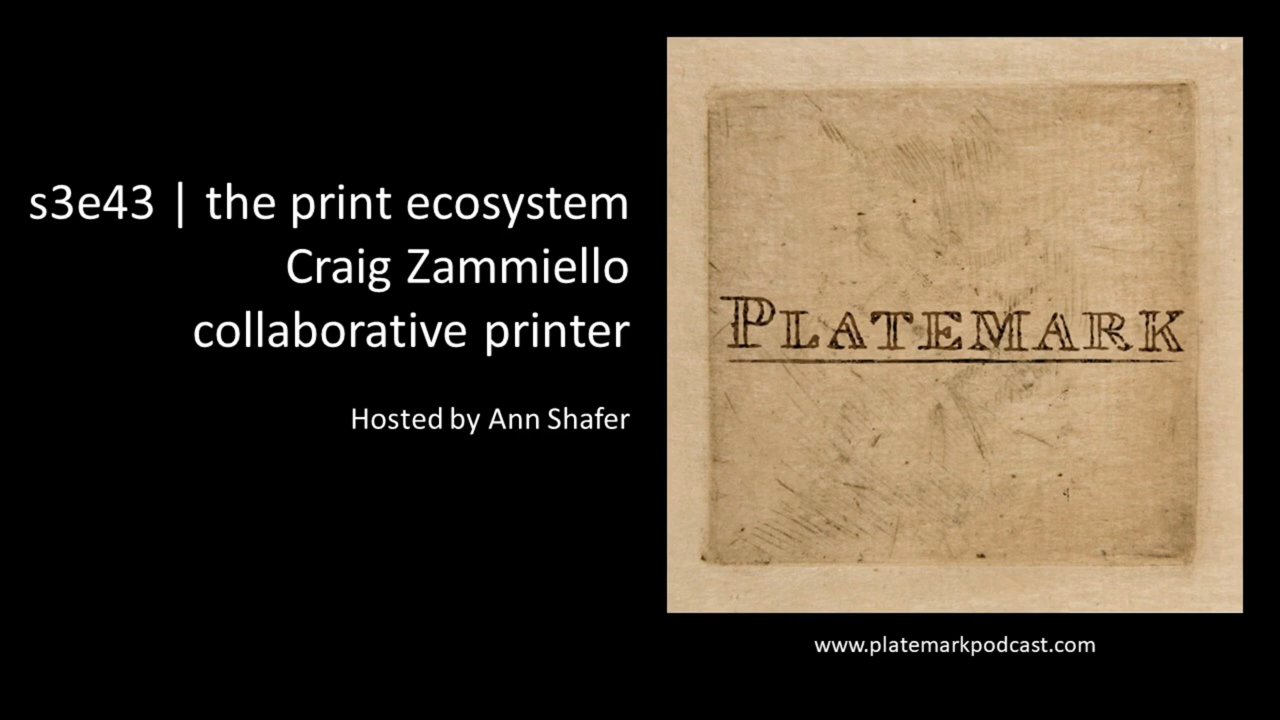 s3e43 | the print ecosystem
Craig Zammiello
collaborative printer
Hosted by Ann Shafer
PLATEMARK
www.platemarkpodcast.com